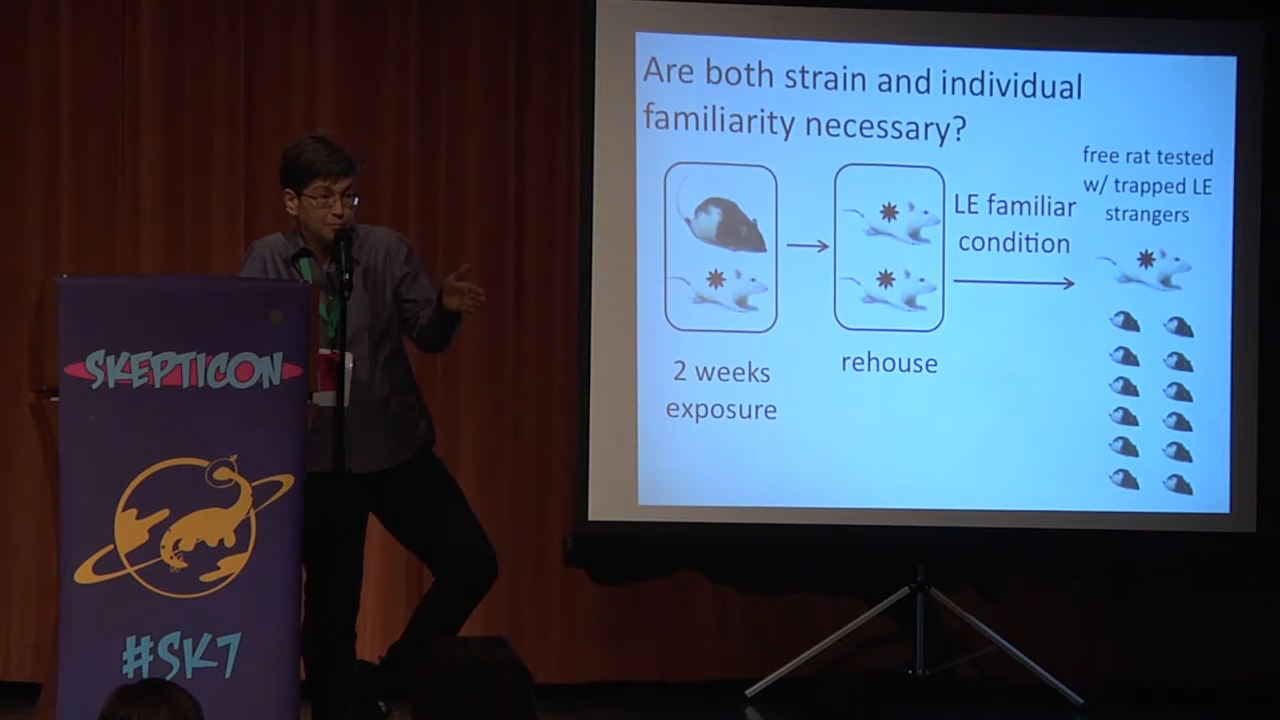 SKEPTICON
#SK7
Are both strain and individual
familiarity necessary?
2 weeks
exposure
rehouse
LE familiar
condition
free rat tested
w/ trapped LE
strangers